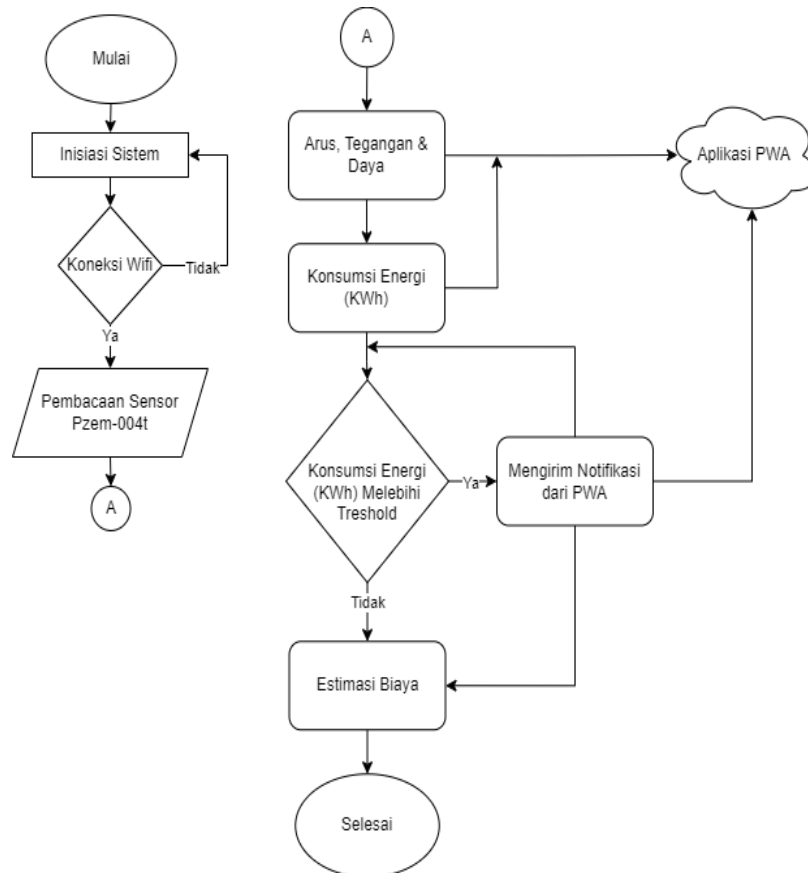 Mulai
Inisiasi Sistem
Koneksi Wifi
Tidak
Ya
Pembacaan Sensor
Pzem-004t
A
A
Arus, Tegangan &
Daya
Aplikasi PWA
Konsumsi Energi
(KWh)
Konsumsi Energi
(KWh) Melebihi
Treshold
Ya
Mengirim Notifikasi
dari PWA
Tidak
Estimasi Biaya
Selesai